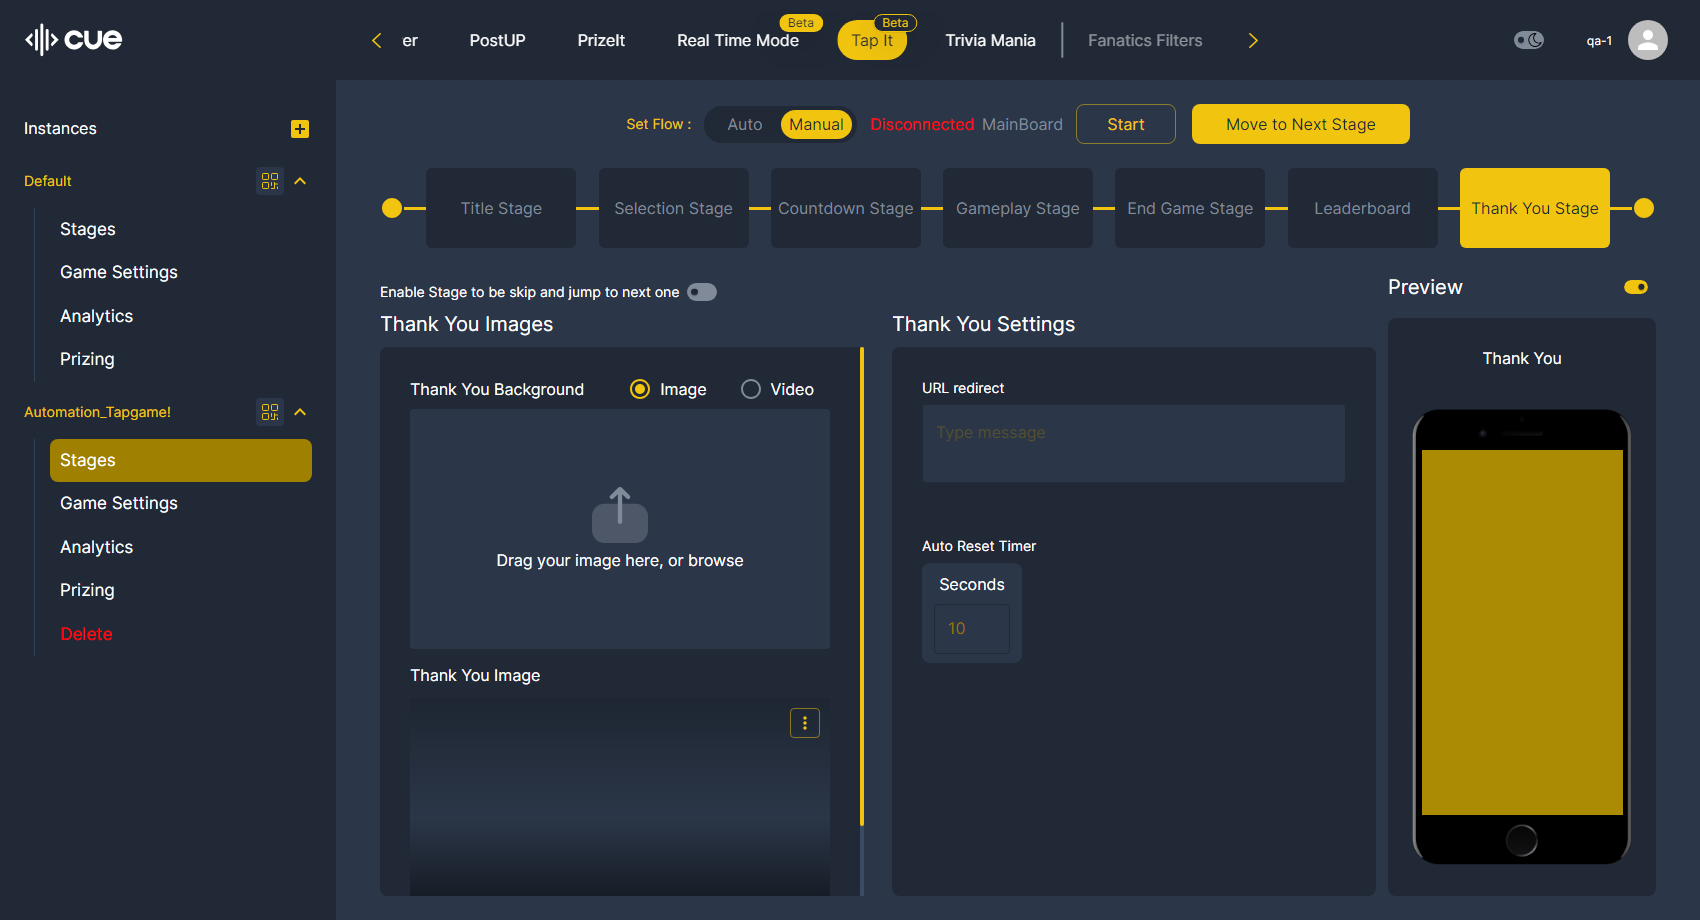 cue
er
PostUP
PrizeIt
Real Time Mode
Beta
Tap It
Beta
Trivia Mania
Fanatics Filters
qa-1
Instances
Default
Stages
Game Settings
Analytics
Prizing
Automation_Tapgame!
Stages
Game Settings
Analytics
Prizing
Delete
Set Flow :
Auto
Manual
Disconnected MainBoard
Start
Move to Next Stage
Title Stage
Selection Stage
Countdown Stage
Gameplay Stage
End Game Stage
Leaderboard
Thank You Stage
Enable Stage to be skip and jump to next one
Thank You Images
Thank You Background
Image
Video
Drag your image here, or browse
Thank You Image
Thank You Settings
URL redirect
Type message
Auto Reset Timer
Seconds
10
Preview
Thank You